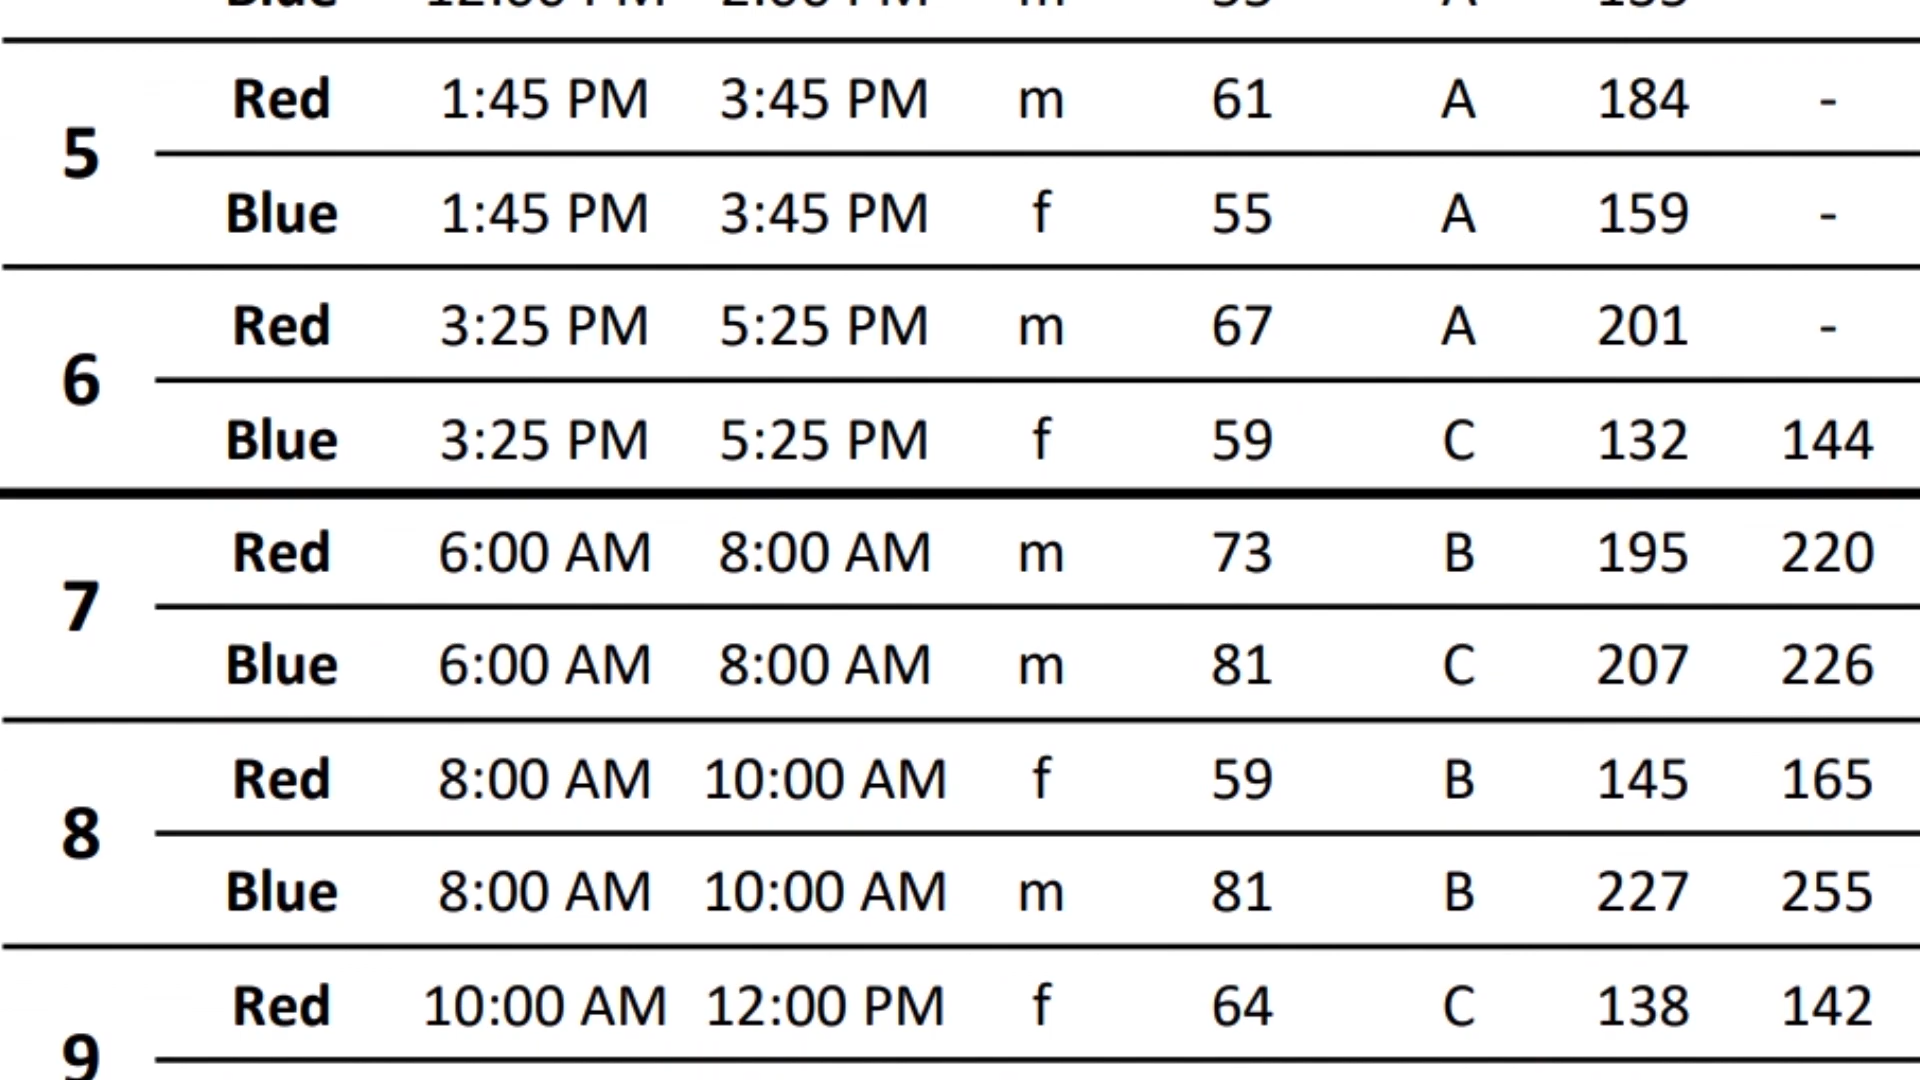 5
Red 1:45 PM 3:45 PM m 61 A 184 -
Blue 1:45 PM 3:45 PM f 55 A 159 -
6
Red 3:25 PM 5:25 PM m 67 A 201 -
Blue 3:25 PM 5:25 PM f 59 C 132 144
7
Red 6:00 AM 8:00 AM m 73 B 195 220
Blue 6:00 AM 8:00 AM m 81 C 207 226
8
Red 8:00 AM 10:00 AM f 59 B 145 165
Blue 8:00 AM 10:00 AM m 81 B 227 255
9
Red 10:00 AM 12:00 PM f 64 C 138 142